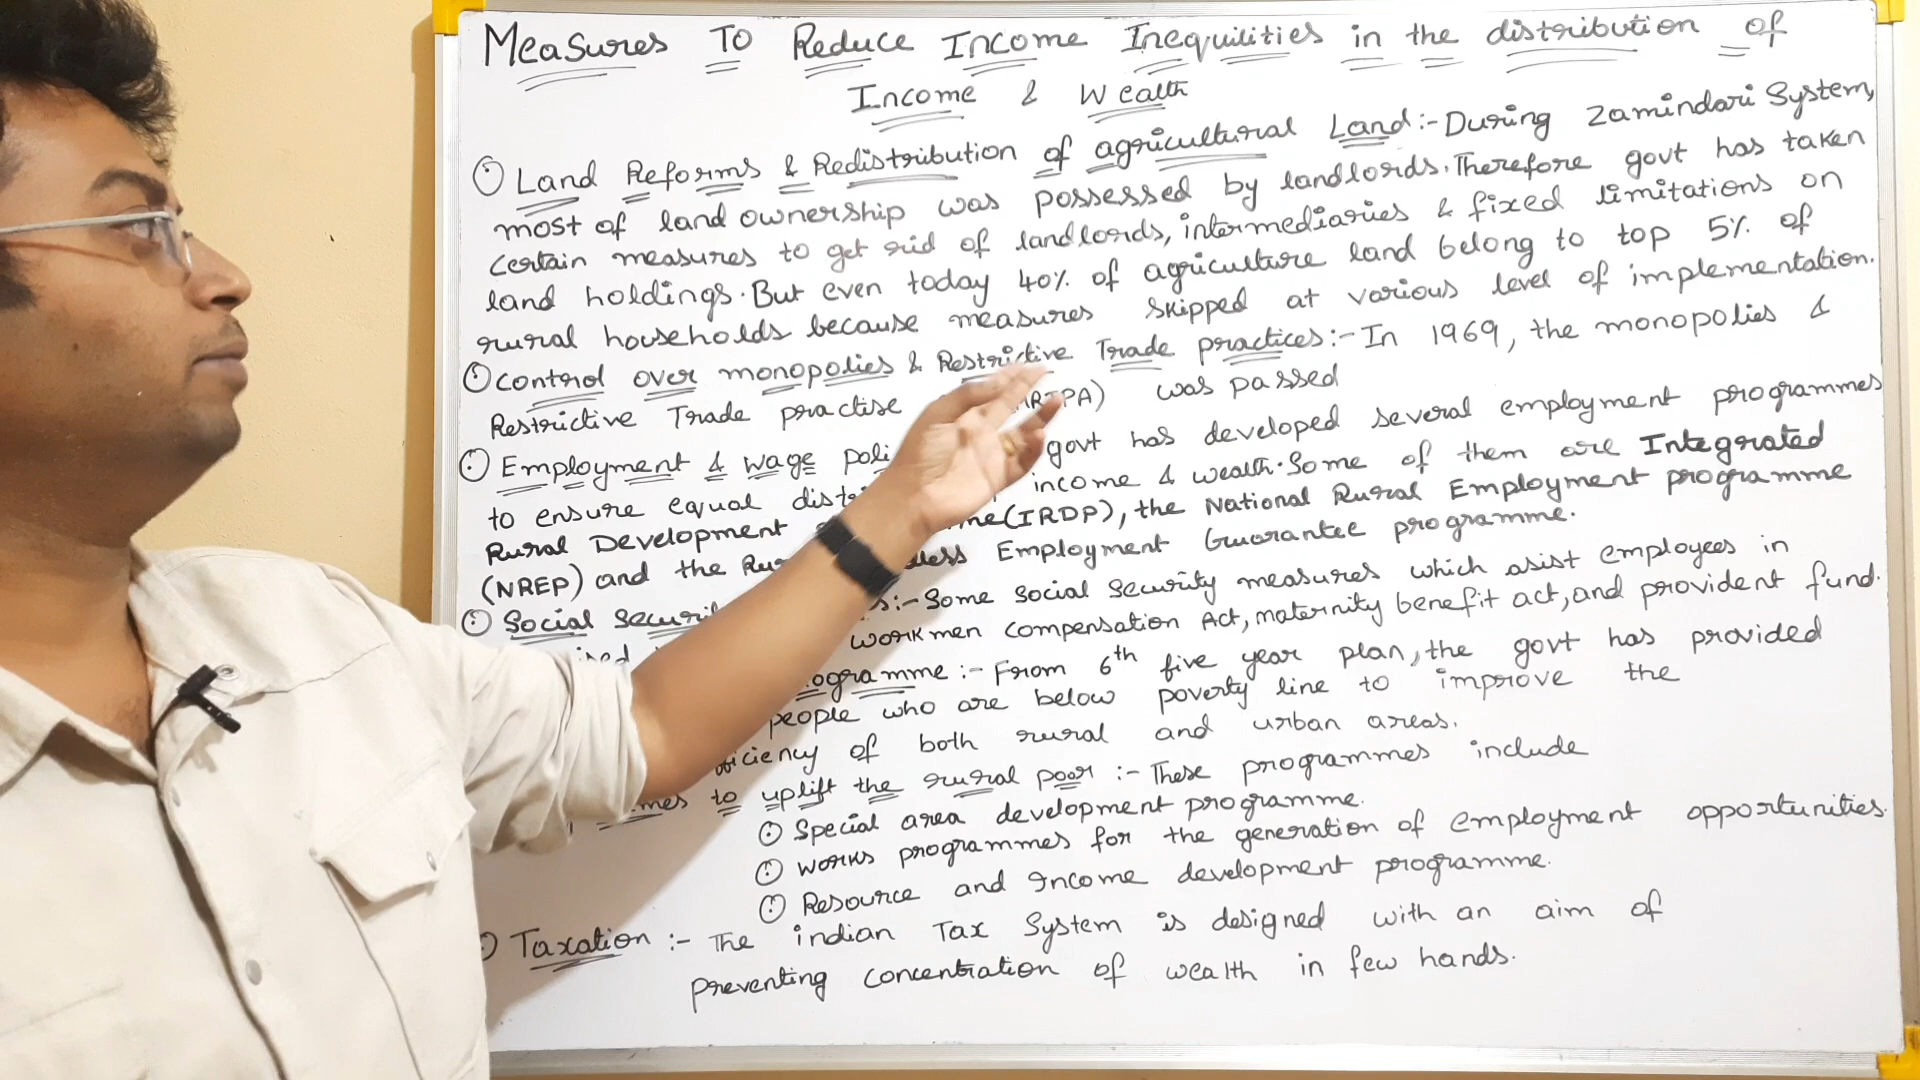 Measures To Reduce Income Inequilities in the distribution of
Income & Wealth
Land Reforms & Redistribution of agricultural Land:- During Zamindari System,
most of land ownership was possessed by landlords. Therefore govt has taken
certain measures to get rid of landlords, intermediaries & fixed limitations on
land holdings. But even today 40% of agriculture land belong to top 5% of
rural households because measures skipped at various level of implementation.
Control over monopolies & Restrictive Trade practices:- In 1969, the monopolies &
Restrictive Trade practise RTPA) was passed
Employment & wage poli govt has developed several employment programmes
to ensure equal dist income & wealth. Some of them are Integrated
Rural Development me (IRDP), the National Rural Employment programme
(NREP) and the Ru dless Employment Guarantee programme.
Social Securi s:- Some social security measures which asist employees in
workmen compensation Act, maternity benefit act, and provident fund.
ogramme :- From 6th five year plan, the govt has provided
people who are below poverty line to improve the
ficiency of both rural and urban areas.
mes to uplift the rural poor :- These programmes include
Special area development programme.
works programmes for the generation of employment opportunities.
Resource and Income development programme.
Taxation :- The indian Tax System is designed with an aim of
preventing concentration of wealth in few hands.